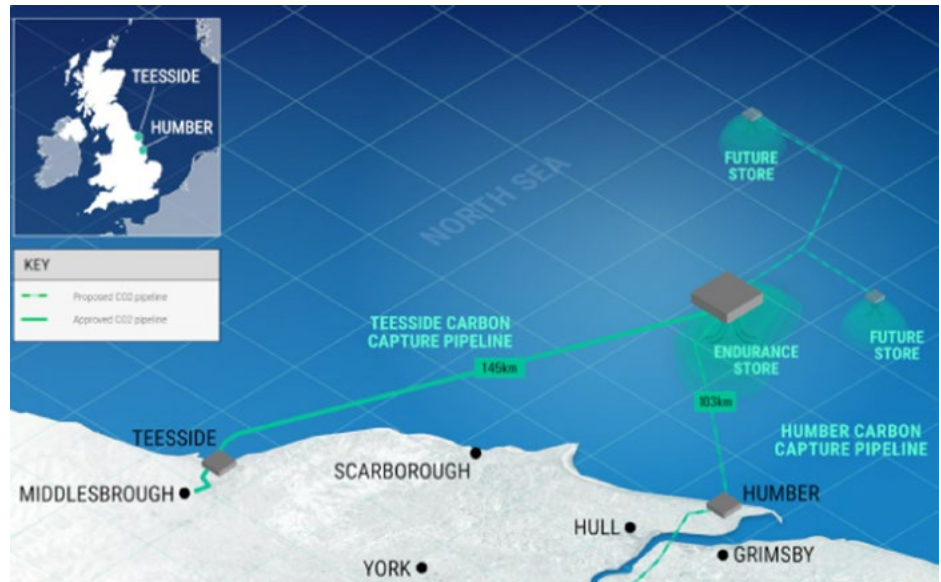 TEESSIDE
HUMBER
KEY
Proposed CO2 pipeline
Approved CO2 pipeline
NORTH SEA
FUTURE
STORE
FUTURE
STORE
TEESSIDE CARBON
CAPTURE PIPELINE
145km
ENDURANCE
STORE
103km
HUMBER CARBON
CAPTURE PIPELINE
TEESSIDE
MIDDLESBROUGH
SCARBOROUGH
HUMBER
HULL
GRIMSBY
YORK